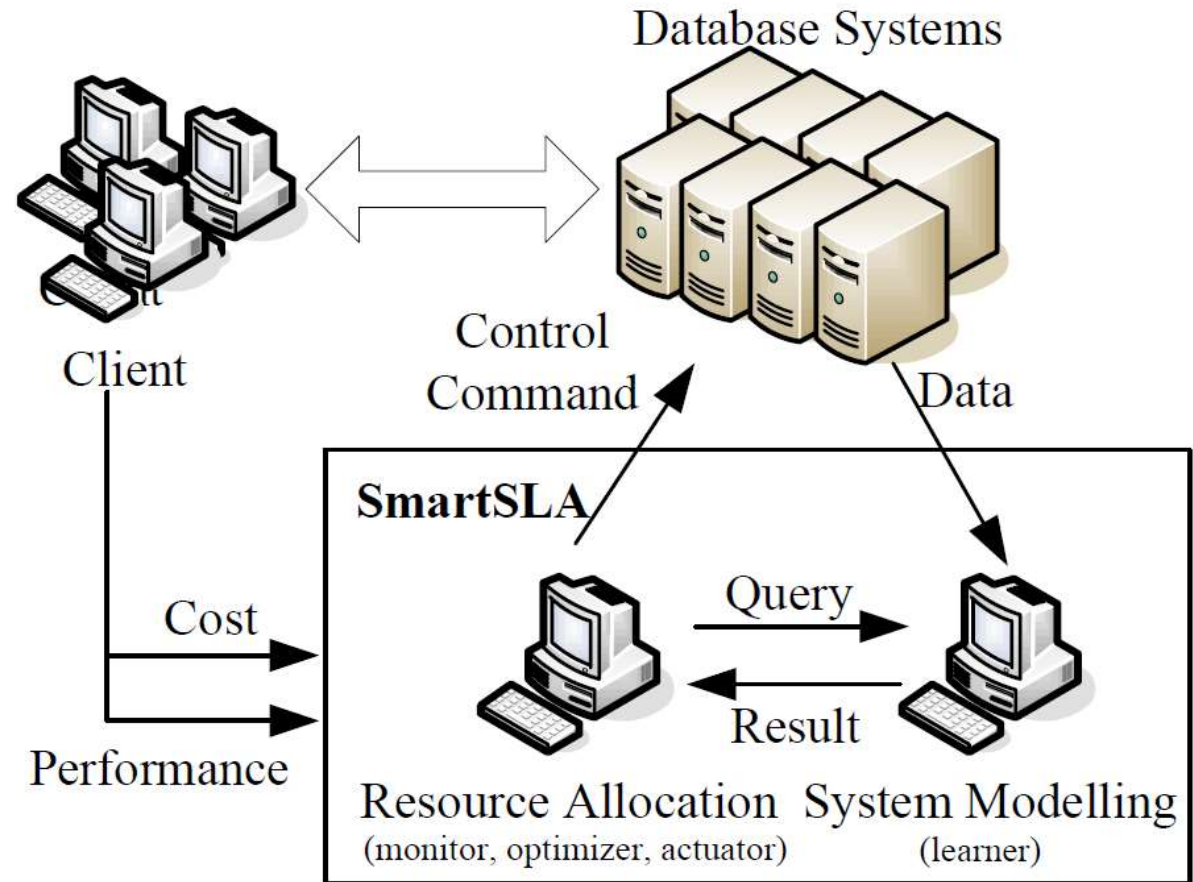 Database Systems
Client
Control
Command
Data
SmartSLA
Cost
Query
Result
Performance
Resource Allocation
(monitor, optimizer, actuator)
System Modelling
(learner)